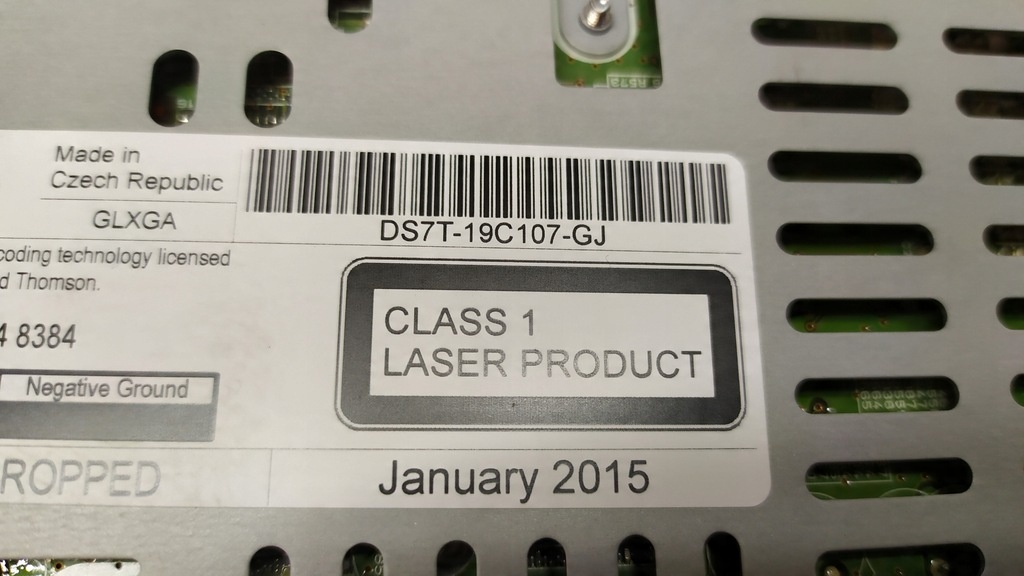 Made in
Czech Republic
GLXGA
DS7T-19C107-GJ
coding technology licensed
d Thomson.
CLASS 1
LASER PRODUCT
4 8384
Negative Ground
ROPPED
January 2015